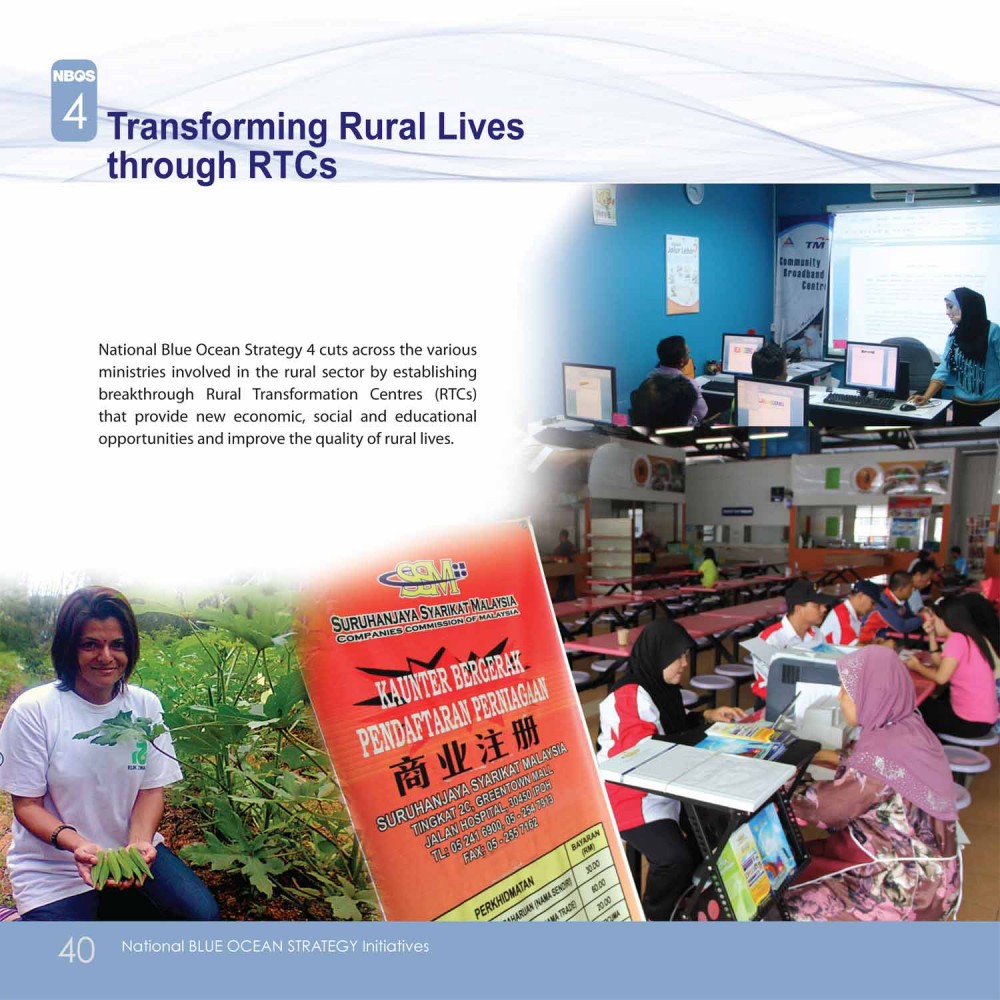 NBOS
4
Transforming Rural Lives
through RTCs
National Blue Ocean Strategy 4 cuts across the various
ministries involved in the rural sector by establishing
breakthrough Rural Transformation Centres (RTCs)
that provide new economic, social and educational
opportunities and improve the quality of rural lives.
TM
Community
Broadband
Centre
SSM
SURUHANJAYA SYARIKAT MALAYSIA
COMPANIES COMMISSION OF MALAYSIA
KAUNTER BERGERAK
PENDAFTARAN PERNIAGAAN
商业注册
SURUHANJAYA SYARIKAT MALAYSIA
TINGKAT 2C, GREENTOWN MALL
JALAN HOSPITAL, 30450 IPOH
TL: 05 241 6900, 05 - 254 7913
FAX: 05 - 255 7162
PERKHIDMATAN
BAYARAN
(RM)
(NAMA SENDIRI)
30.00
60.00
20.00
40
National BLUE OCEAN STRATEGY Initiatives